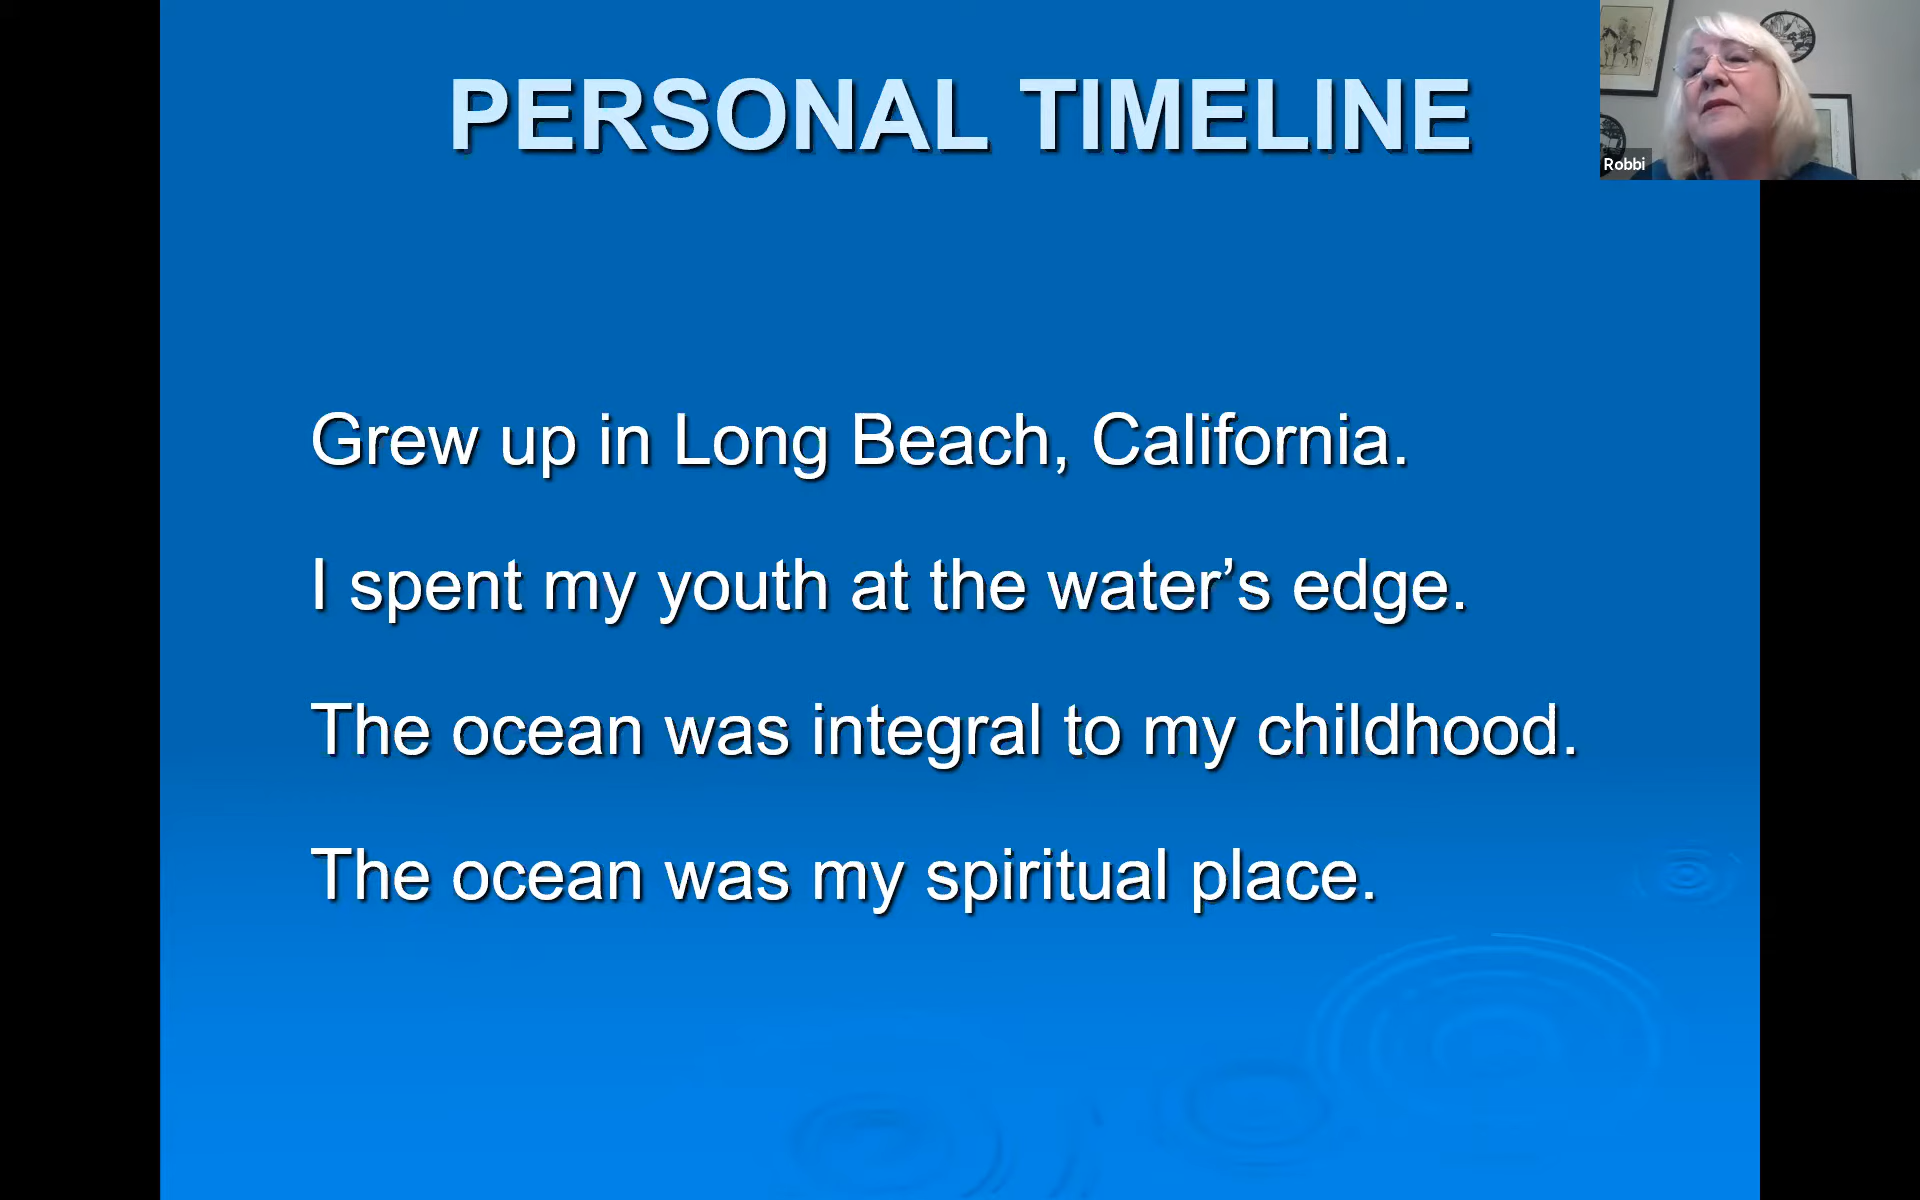 PERSONAL TIMELINE
Robbi
Grew up in Long Beach, California.
I spent my youth at the water’s edge.
The ocean was integral to my childhood.
The ocean was my spiritual place.